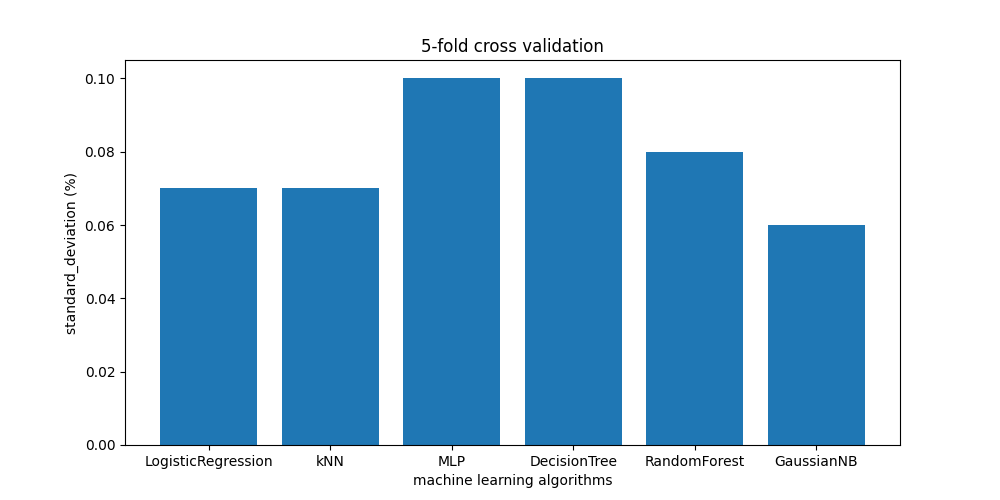 5-fold cross validation
standard_deviation (%)
0.10
0.08
0.06
0.04
0.02
0.00
LogisticRegression kNN MLP DecisionTree RandomForest GaussianNB
machine learning algorithms